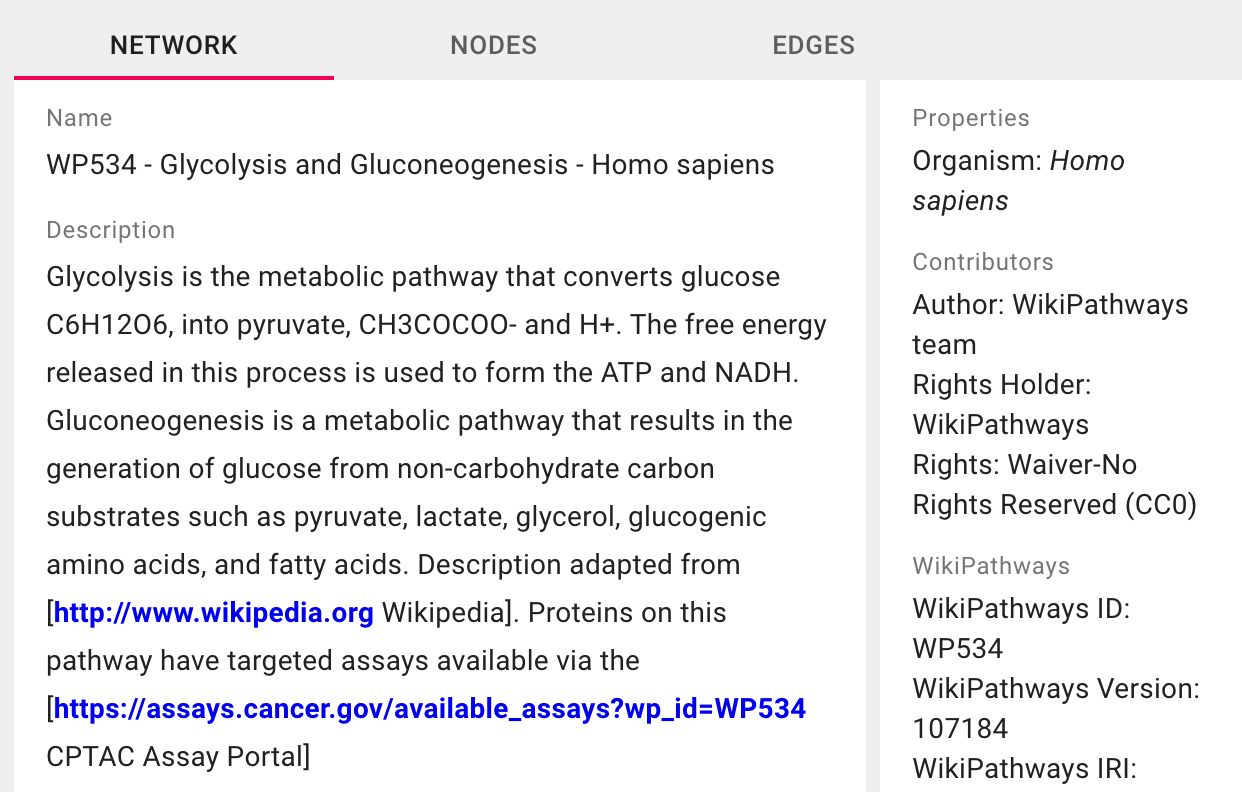 NETWORK NODES EDGES
Name
WP534 - Glycolysis and Gluconeogenesis - Homo sapiens
Description
Glycolysis is the metabolic pathway that converts glucose
C6H12O6, into pyruvate, CH3COCOO- and H+. The free energy
released in this process is used to form the ATP and NADH.
Gluconeogenesis is a metabolic pathway that results in the
generation of glucose from non-carbohydrate carbon
substrates such as pyruvate, lactate, glycerol, glucogenic
amino acids, and fatty acids. Description adapted from
[http://www.wikipedia.org Wikipedia]. Proteins on this
pathway have targeted assays available via the
[https://assays.cancer.gov/available_assays?wp_id=WP534
CPTAC Assay Portal]
Properties
Organism: Homo
sapiens
Contributors
Author: WikiPathways
team
Rights Holder:
WikiPathways
Rights: Waiver-No
Rights Reserved (CC0)
WikiPathways
WikiPathways ID:
WP534
WikiPathways Version:
107184
WikiPathways IRI: